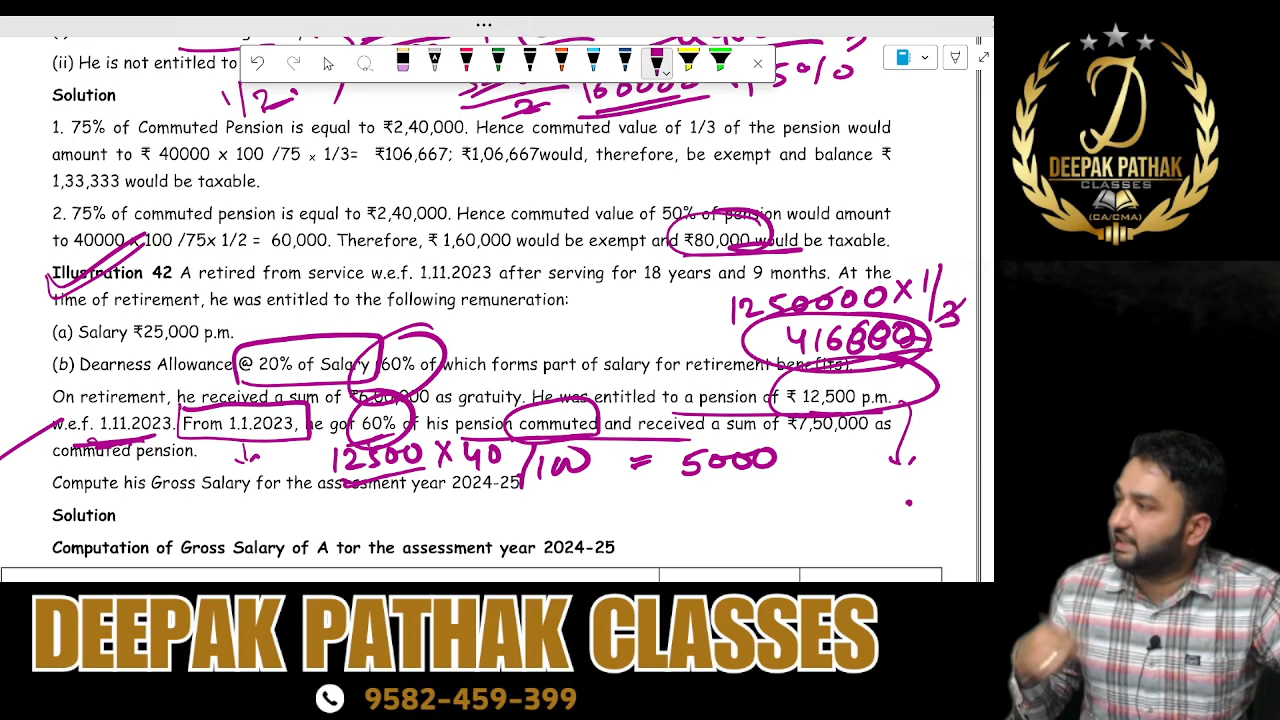 (ii) He is not entitled to
1/2
2
160000
75%
Solution
1. 75% of Commuted Pension is equal to ₹2,40,000. Hence commuted value of 1/3 of the pension would
amount to ₹ 40000 x 100 /75 x 1/3= ₹106,667; ₹1,06,667would, therefore, be exempt and balance ₹
1,33,333 would be taxable.
2. 75% of commuted pension is equal to ₹2,40,000. Hence commuted value of 50% of pension would amount
to 40000 x 100 /75x 1/2 = 60,000. Therefore, ₹ 1,60,000 would be exempt and ₹80,000 would be taxable.
Illustration 42 A retired from service w.e.f. 1.11.2023 after serving for 18 years and 9 months. At the
time of retirement, he was entitled to the following remuneration:
1250000 x 1/3
(a) Salary ₹25,000 p.m.
(b) Dearness Allowance @ 20% of Salary (60% of which forms part of salary for retirement benefits).
On retirement, he received a sum of ₹6,00,000 as gratuity. He was entitled to a pension of ₹ 12,500 p.m.
w.e.f. 1.11.2023. From 1.1.2023, he got 60% of his pension commuted and received a sum of ₹7,50,000 as
commuted pension.
12500 x 40/100 = 5000
Compute his Gross Salary for the assessment year 2024-25
Solution
Computation of Gross Salary of A tor the assessment year 2024-25
D
DEEPAK PATHAK
CLASSES
(CA/CMA)
DEEPAK PATHAK CLASSES
9582-459-399